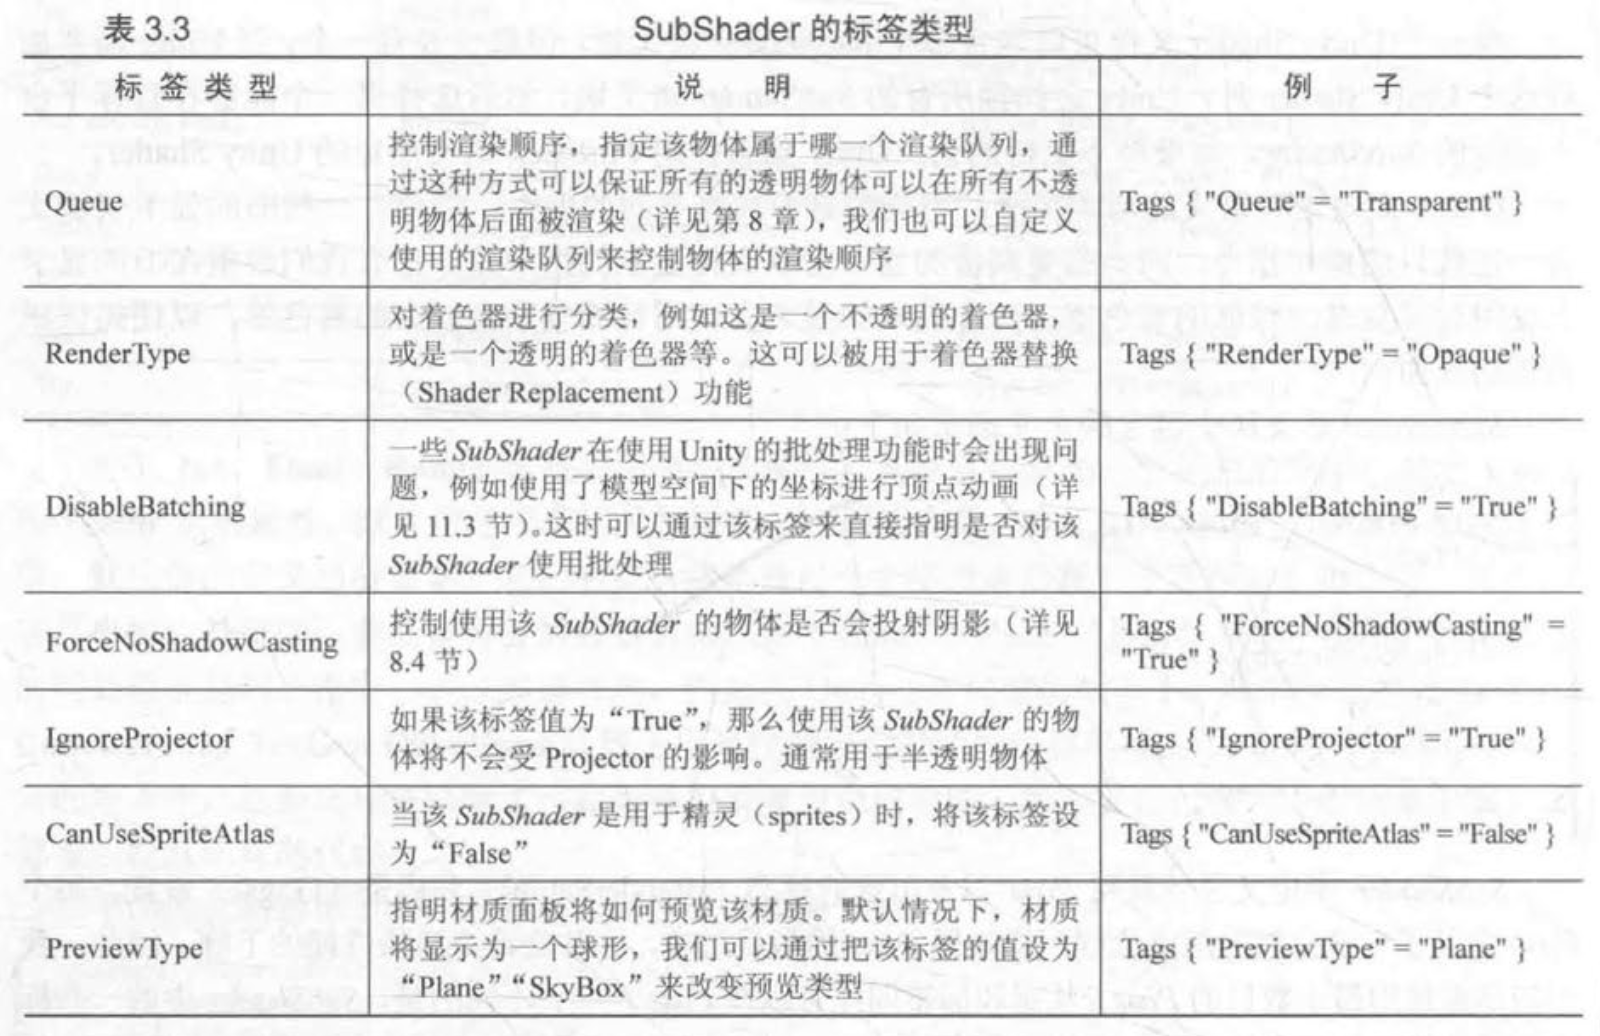 表 3.3
SubShader 的标签类型
标 签 类 型
说 明
例 子
Queue
控制渲染顺序,指定该物体属于哪一个渲染队列,通
过这种方式可以保证所有的透明物体可以在所有不透
明物体后面被渲染(详见第 8 章),我们也可以自定义
使用的渲染队列来控制物体的渲染顺序
Tags { "Queue" = "Transparent" }
RenderType
对着色器进行分类,例如这是一个不透明的着色器,
或是一个透明的着色器等。这可以被用于着色器替换
(Shader Replacement)功能
Tags { "RenderType" = "Opaque" }
DisableBatching
一些 SubShader 在使用 Unity 的批处理功能时会出现问
题,例如使用了模型空间下的坐标进行顶点动画(详
见 11.3 节)。这时可以通过该标签来直接指明是否对该
SubShader 使用批处理
Tags { "DisableBatching" = "True" }
ForceNoShadowCasting
控制使用该 SubShader 的物体是否会投射阴影(详见
8.4 节)
Tags { "ForceNoShadowCasting" =
"True" }
IgnoreProjector
如果该标签值为“True”,那么使用该 SubShader 的物
体将不会受 Projector 的影响。通常用于半透明物体
Tags { "IgnoreProjector" = "True" }
CanUseSpriteAtlas
当该 SubShader 是用于精灵(sprites)时,将该标签设
为“False”
Tags { "CanUseSpriteAtlas" = "False" }
PreviewType
指明材质面板将如何预览该材质。默认情况下,材质
将显示为一个球形,我们可以通过把该标签的值设为
“Plane”“SkyBox”来改变预览类型
Tags { "PreviewType" = "Plane" }